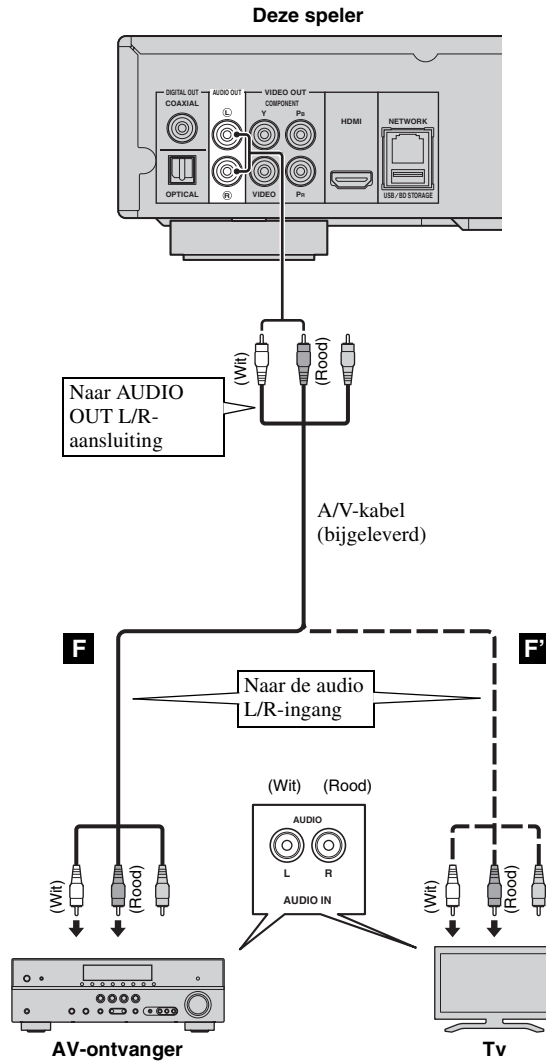 Deze speler
DIGITAL OUT
AUDIO OUT
VIDEO OUT
COAXIAL
L
COMPONENT
Y
PB
HDMI
NETWORK
OPTICAL
R
VIDEO
PR
USB/BD STORAGE
(Wit)
(Rood)
Naar AUDIO
OUT L/R-
aansluiting
A/V-kabel
(bijgeleverd)
F
F’
Naar de audio
L/R-ingang
(Wit)
(Rood)
AUDIO
L
R
AUDIO IN
(Wit)
(Rood)
(Wit)
(Rood)
AV-ontvanger
Tv